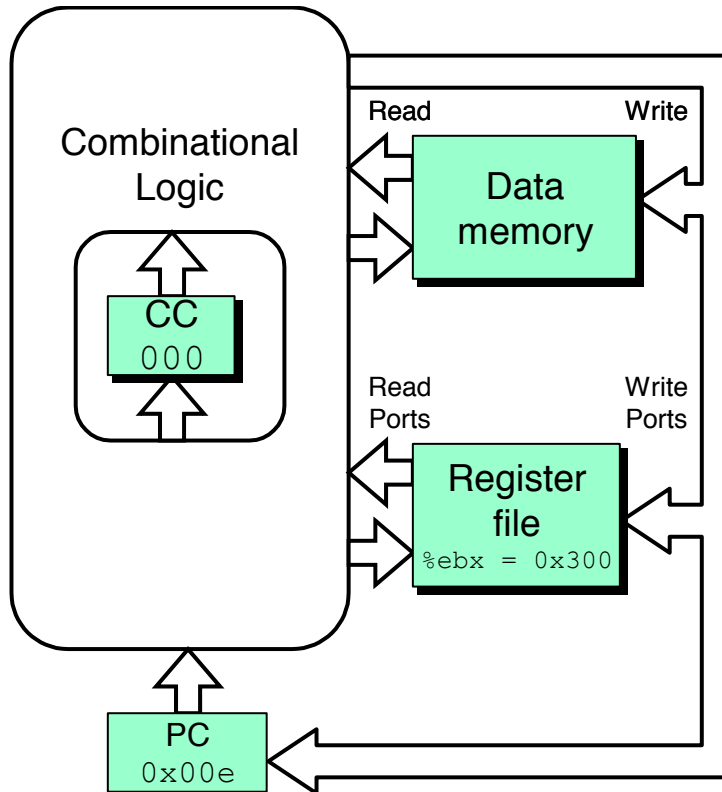 Combinational
Logic
CC
000
Read
Write
Data
memory
Read
Ports
Write
Ports
Register
file
%ebx = 0x300
PC
0x00e